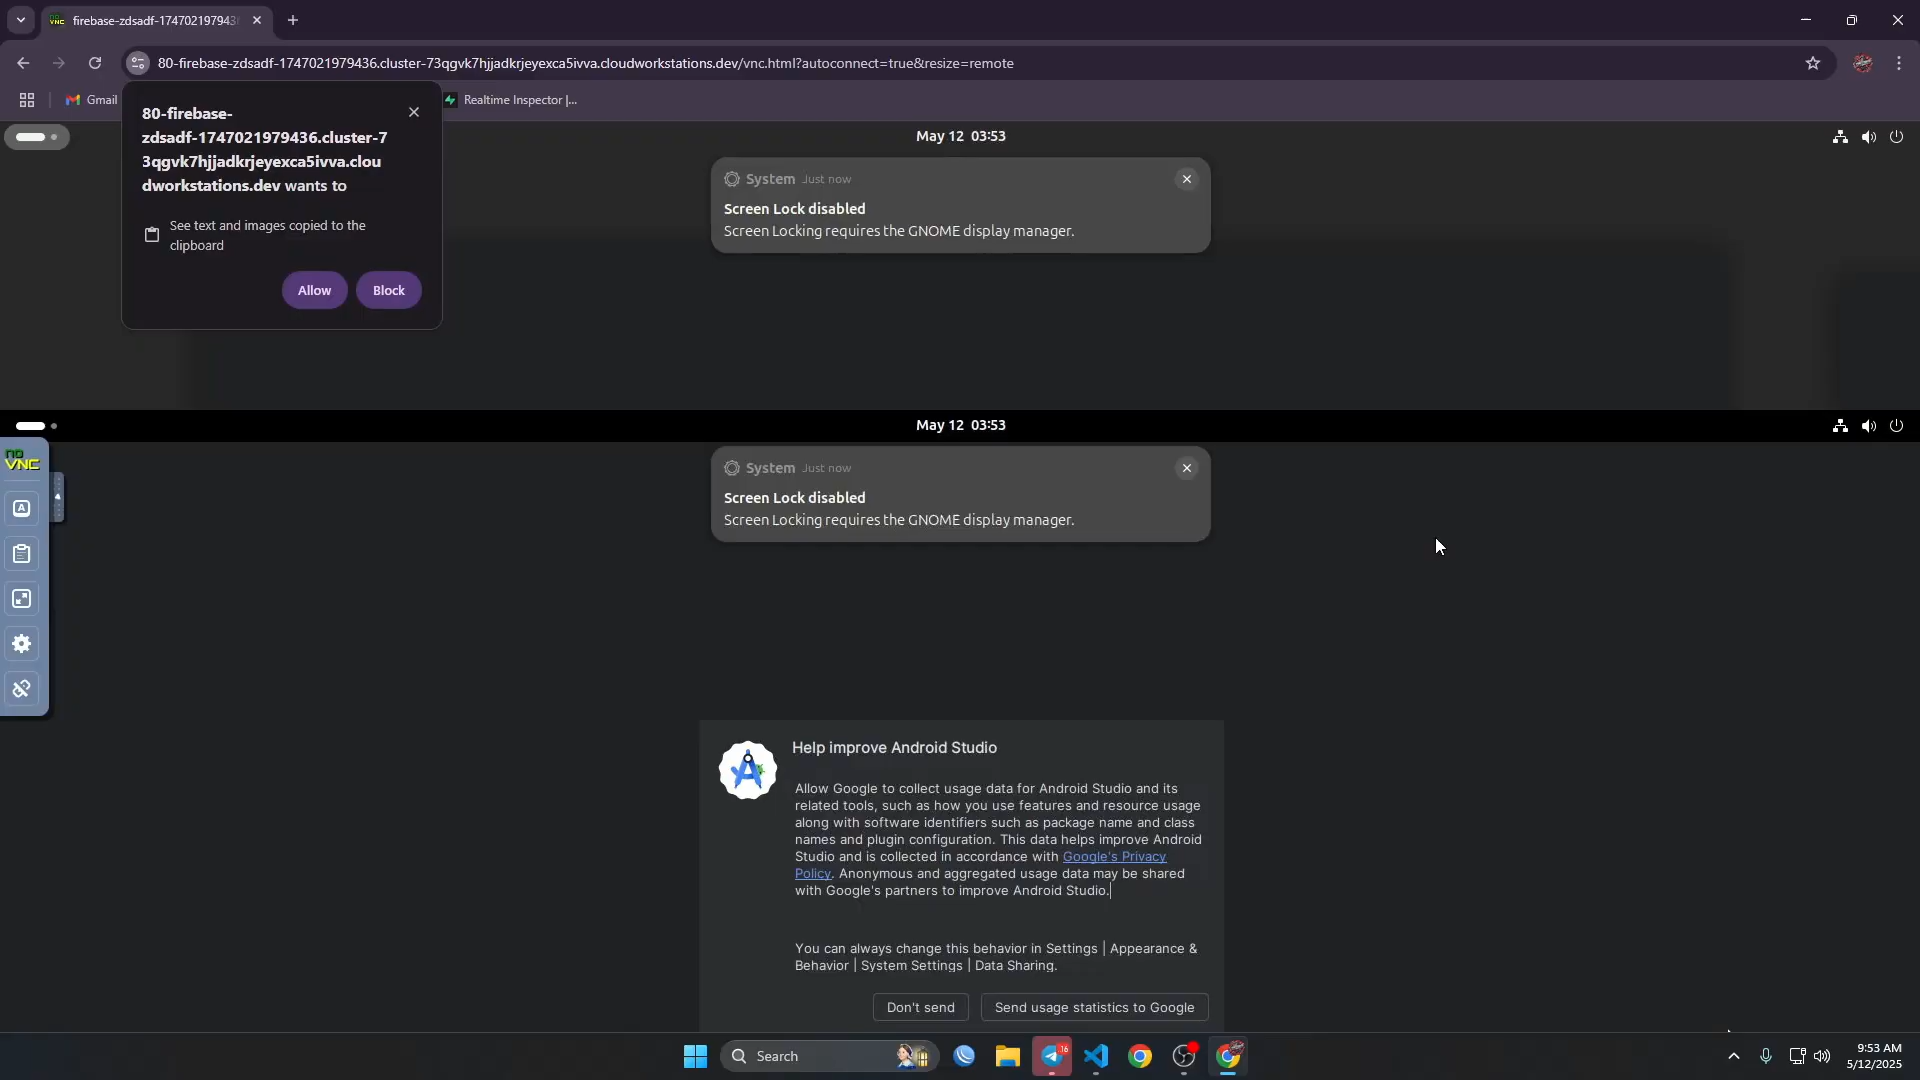 firebase-zdsadf-1747021979436
80-firebase-zdsadf-1747021979436.cluster-73qgvk7hjjadkrjeyexca5ivva.cloudworkstations.dev/vnc.html?autoconnect=true&resize=remote
Gmail
Realtime Inspector |...
80-firebase-
zdsadf-1747021979436.cluster-7
3qgvk7hjjadkrjeyexca5ivva.clou
dworkstations.dev wants to
See text and images copied to the
clipboard
Allow
Block
May 12 03:53
System Just now
Screen Lock disabled
Screen Locking requires the GNOME display manager.
May 12 03:53
System Just now
Screen Lock disabled
Screen Locking requires the GNOME display manager.
no
VNC
A
Help improve Android Studio
Allow Google to collect usage data for Android Studio and its
related tools, such as how you use features and resource usage
along with software identifiers such as package name and class
names and plugin configuration. This data helps improve Android
Studio and is collected in accordance with Google's Privacy
Policy. Anonymous and aggregated usage data may be shared
with Google's partners to improve Android Studio.
You can always change this behavior in Settings | Appearance &
Behavior | System Settings | Data Sharing.
Don't send
Send usage statistics to Google
Search
16
9:53 AM
5/12/2025